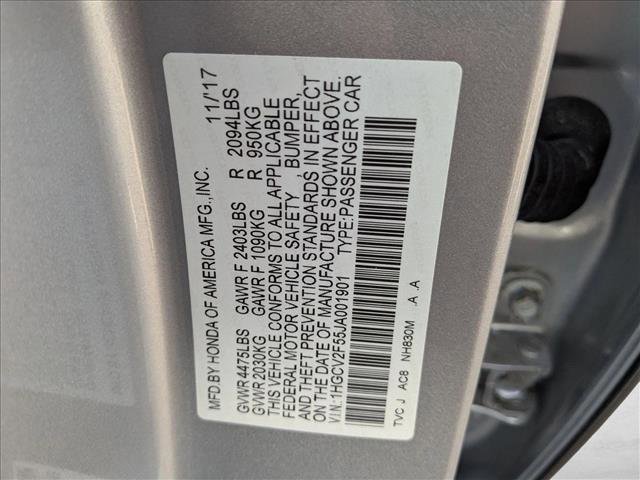 MFD.BY HONDA OF AMERICA MFG.,INC. 11/'17
GVWR 4475LBS GAWR F 2403LBS R 2094LBS
GVWR 2030KG GAWR F 1090KG R 950KG
THIS VEHICLE CONFORMS TO ALL APPLICABLE
FEDERAL MOTOR VEHICLE SAFETY , BUMPER,
AND THEFT PREVENTION STANDARDS IN EFFECT
ON THE DATE OF MANUFACTURE SHOWN ABOVE.
V.I.N.:1HGCV2F55JA001901 TYPE:PASSENGER CAR
TVC J AC8 NH830M .A .A